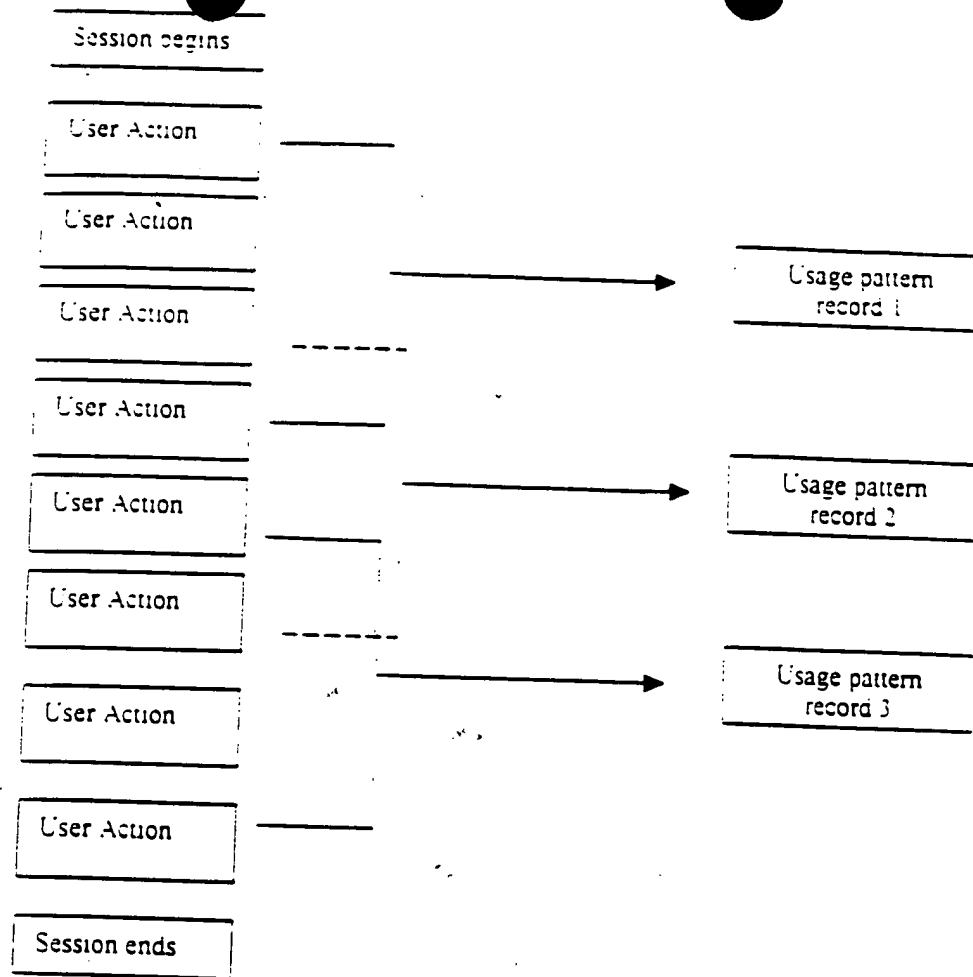 Session begins
User Action
User Action
User Action
User Action
User Action
User Action
User Action
User Action
Session ends
Usage pattern
record 1
Usage pattern
record 2
Usage pattern
record 3